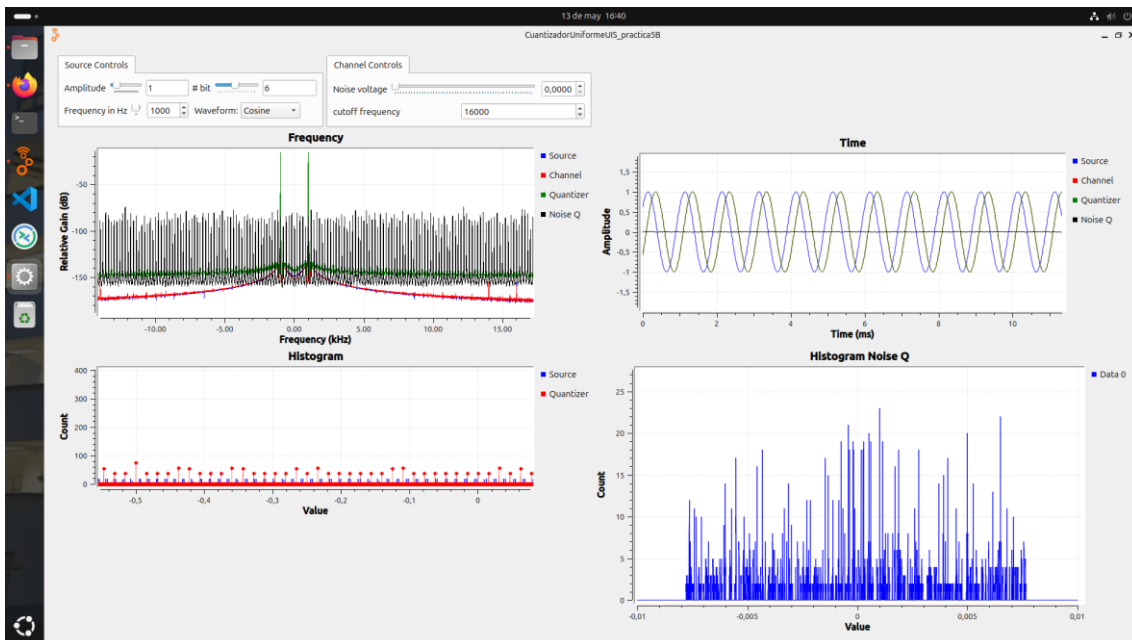 13 de may 16:40
CuantizadorUniformeUIS_practica5B
Source Controls
Amplitude 1 # bit 6
Frequency in Hz 1000 Waveform: Cosine
Channel Controls
Noise voltage 0,0000
cutoff frequency 16000
Frequency
Relative Gain (dB)
-50
-100
-150
-10.00 -5.00 0.00 5.00 10.00 15.00
Frequency (kHz)
Source
Channel
Quantizer
Noise Q
Time
Amplitude
1,5
1
0,5
0
-0,5
-1
-1,5
0 2 4 6 8 10
Time (ms)
Source
Channel
Quantizer
Noise Q
Histogram
Count
400
300
200
100
0
-0,5 -0,4 -0,3 -0,2 -0,1 0
Value
Source
Quantizer
Histogram Noise Q
Count
25
20
15
10
5
0
-0,01 -0,005 0 0,005 0,01
Value
Data 0